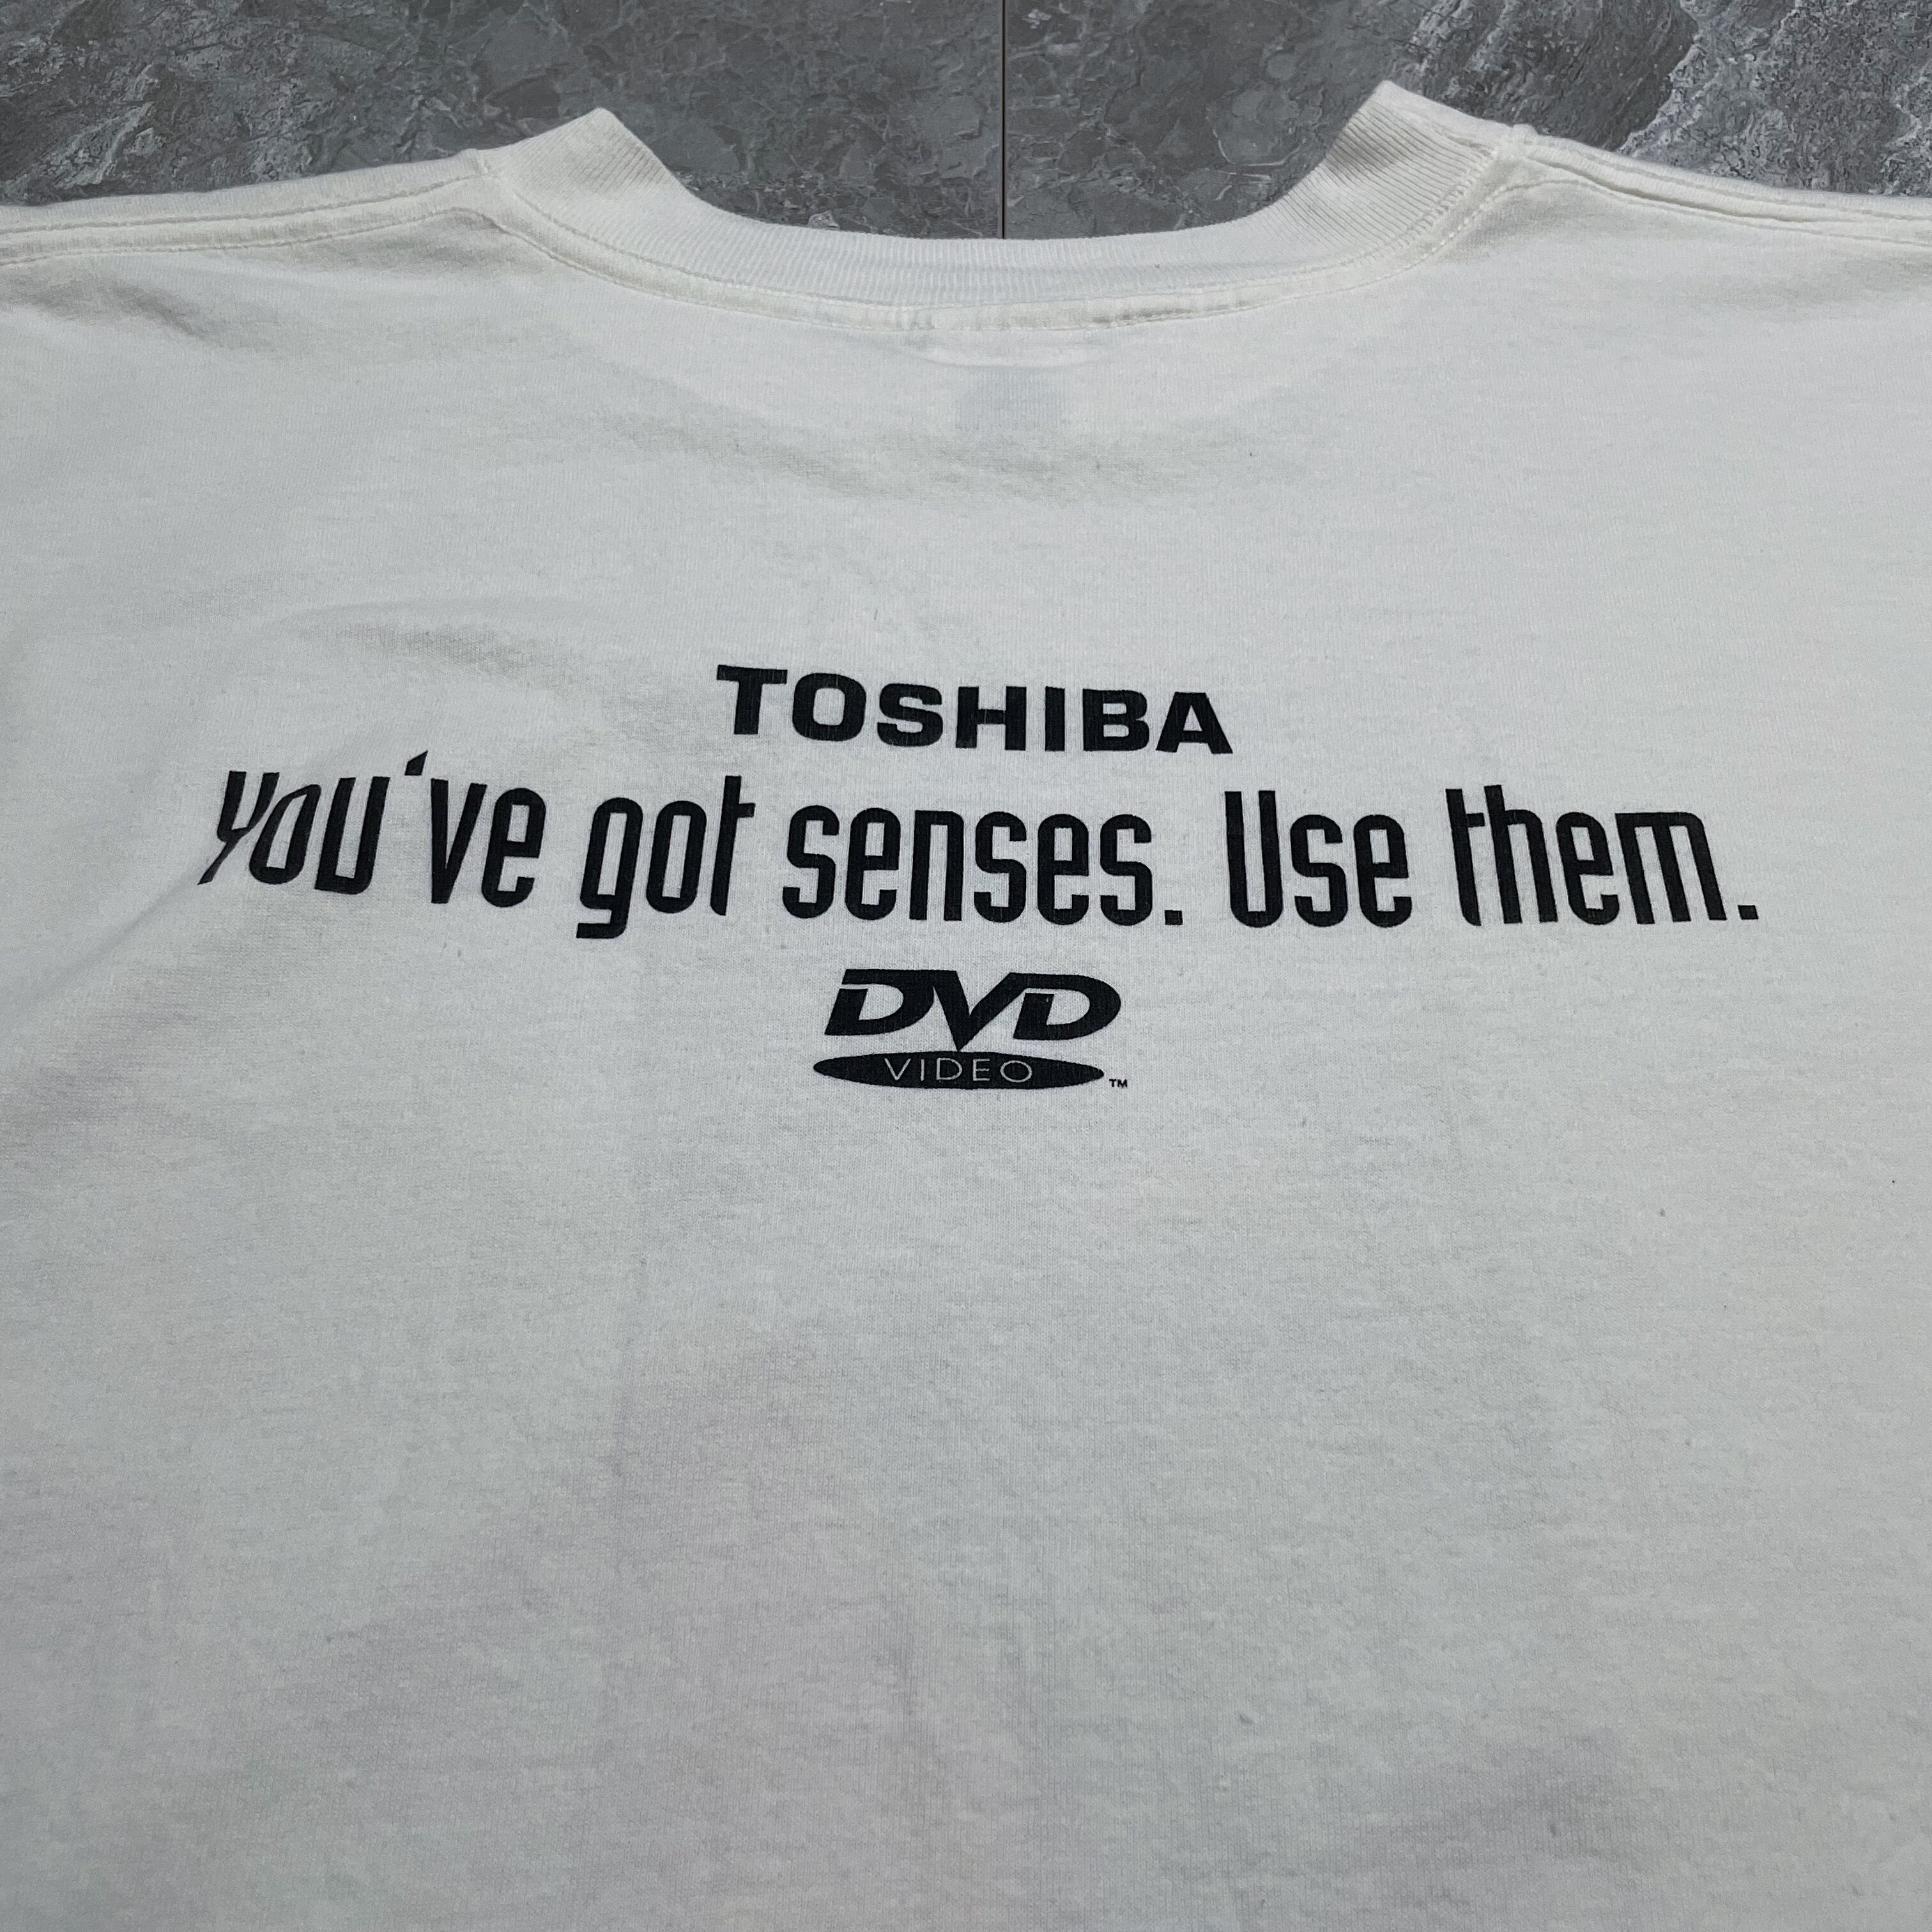 TOSHIBA
You've got senses. Use them.
DVD
VIDEO ™